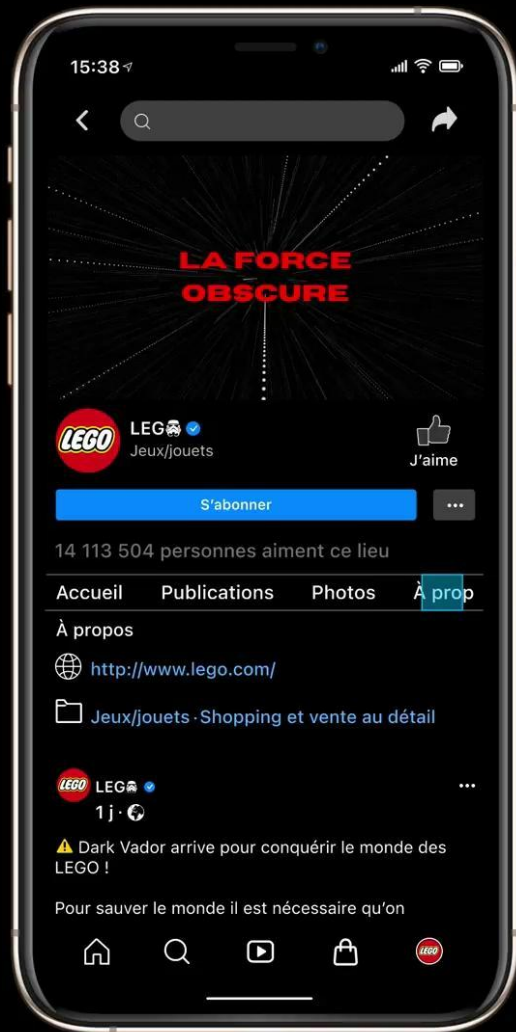 15:38
LA FORCE
OBSCURE
LEGO
LEG
Jeux/jouets
J'aime
S'abonner
14 113 504 personnes aiment ce lieu
Accueil Publications Photos À prop
À propos
http://www.lego.com/
Jeux/jouets · Shopping et vente au détail
LEGO
LEG
1 j ·
Dark Vador arrive pour conquérir le monde des
LEGO !
Pour sauver le monde il est nécessaire qu'on
LEGO